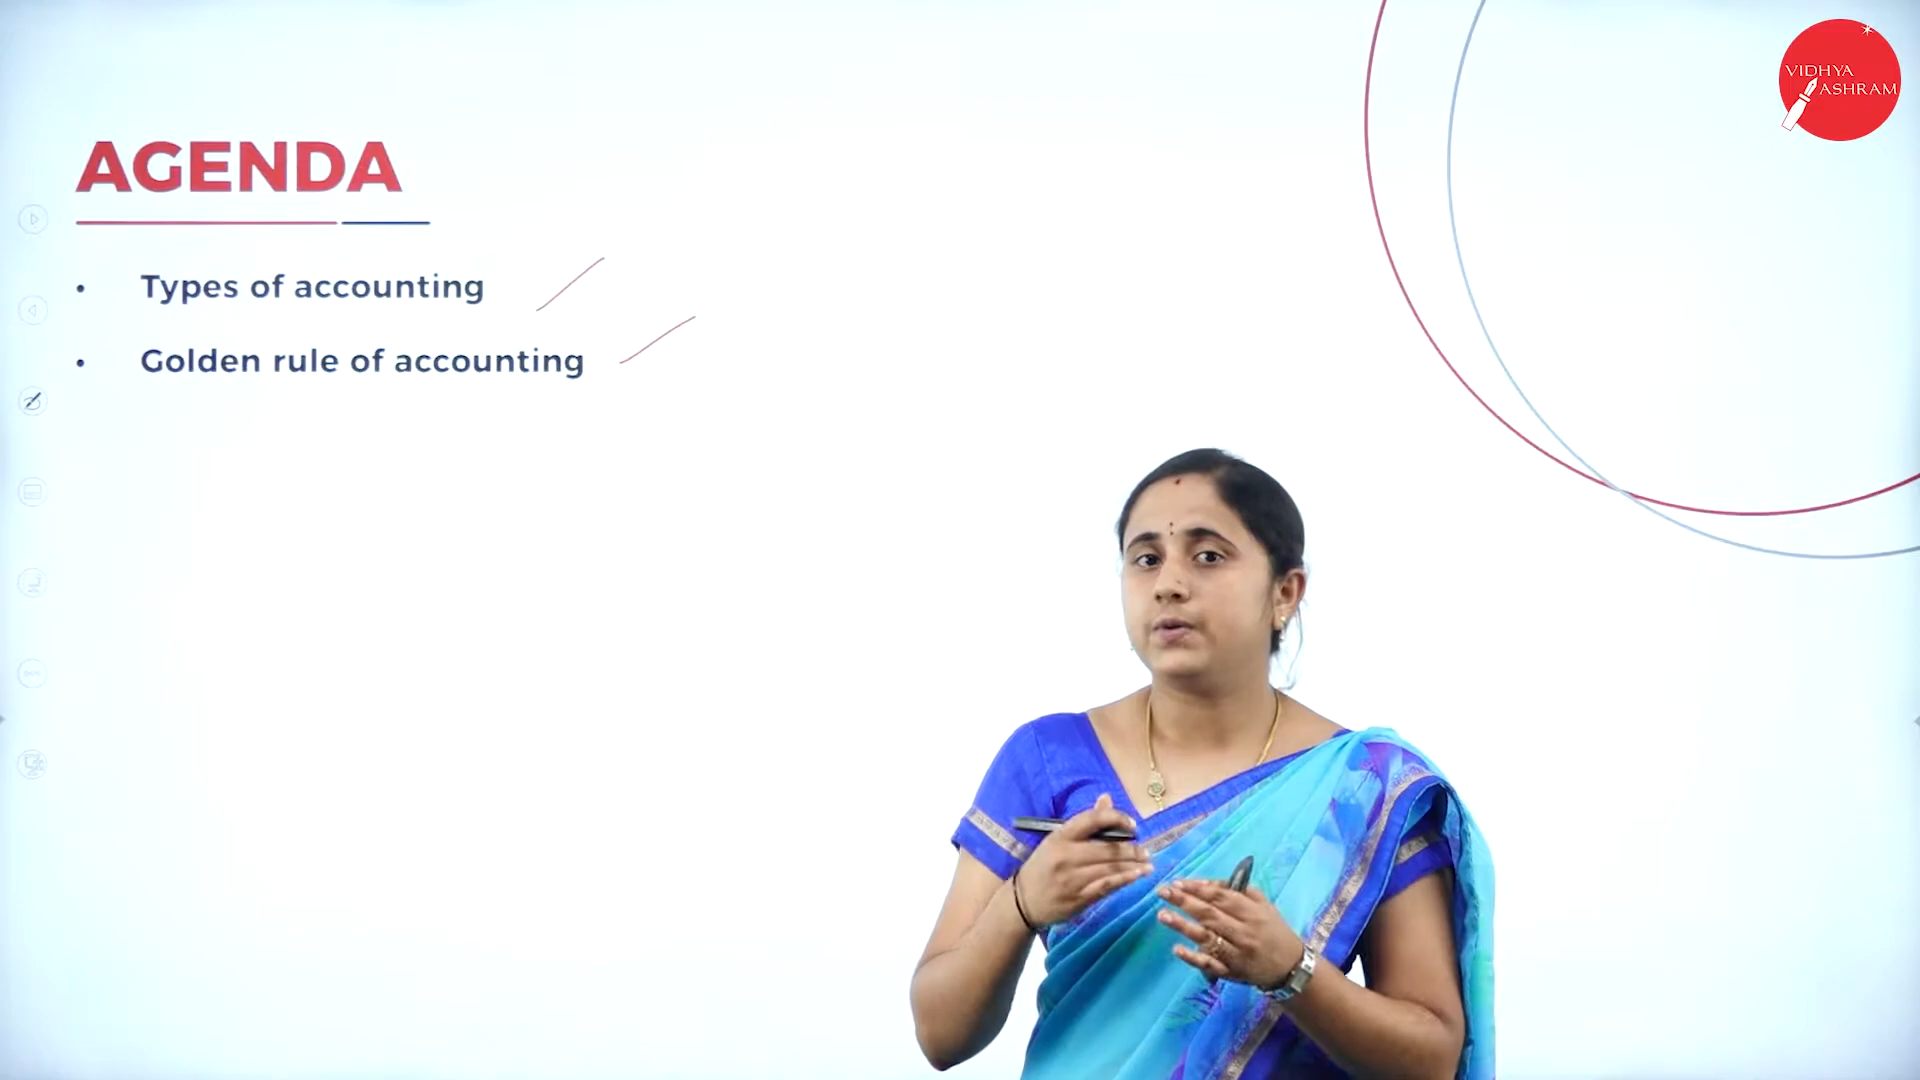 VIDHYA
ASHRAM
AGENDA
• Types of accounting
• Golden rule of accounting